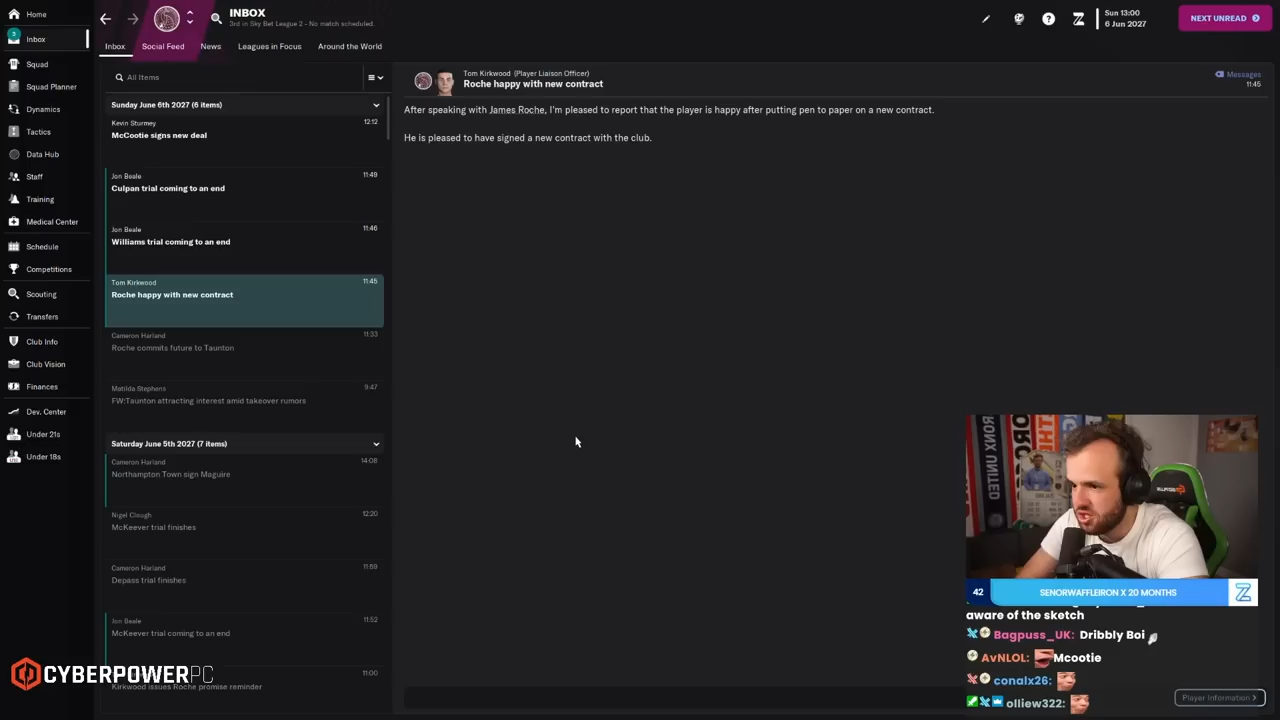 Home
3
Inbox
Squad
Squad Planner
Dynamics
Tactics
Data Hub
Staff
Training
Medical Center
Schedule
Competitions
Scouting
Transfers
Club Info
Club Vision
Finances
Dev. Center
Under 21s
Under 18s
INBOX
3rd in Sky Bet League 2 - No match scheduled.
Sun 13:00
6 Jun 2027
NEXT UNREAD
Inbox
Social Feed
News
Leagues in Focus
Around the World
All Items
Sunday June 6th 2027 (6 items)
Kevin Sturmey
12:12
McCootie signs new deal
Jon Beale
11:49
Culpan trial coming to an end
Jon Beale
11:46
Williams trial coming to an end
Tom Kirkwood
11:45
Roche happy with new contract
Cameron Harland
11:33
Roche commits future to Taunton
Matilda Stephens
9:47
FW:Taunton attracting interest amid takeover rumors
Saturday June 5th 2027 (7 items)
Cameron Harland
14:08
Northampton Town sign Maguire
Nigel Clough
12:20
McKeever trial finishes
Cameron Harland
11:59
Depass trial finishes
Jon Beale
11:52
McKeever trial coming to an end
11:00
Kirkwood issues Roche promise reminder
CYBERPOWERPC
Tom Kirkwood (Player Liaison Officer)
Roche happy with new contract
Messages
11:45
After speaking with James Roche, I'm pleased to report that the player is happy after putting pen to paper on a new contract.
He is pleased to have signed a new contract with the club.
RONX UNITED
42
SENORWAFFLEIRON X 20 MONTHS
Z
aware of the sketch
Bagpuss_UK: Dribbly Boi
AvNLOL: Mcootie
conalx26:
olliew322:
Player Information